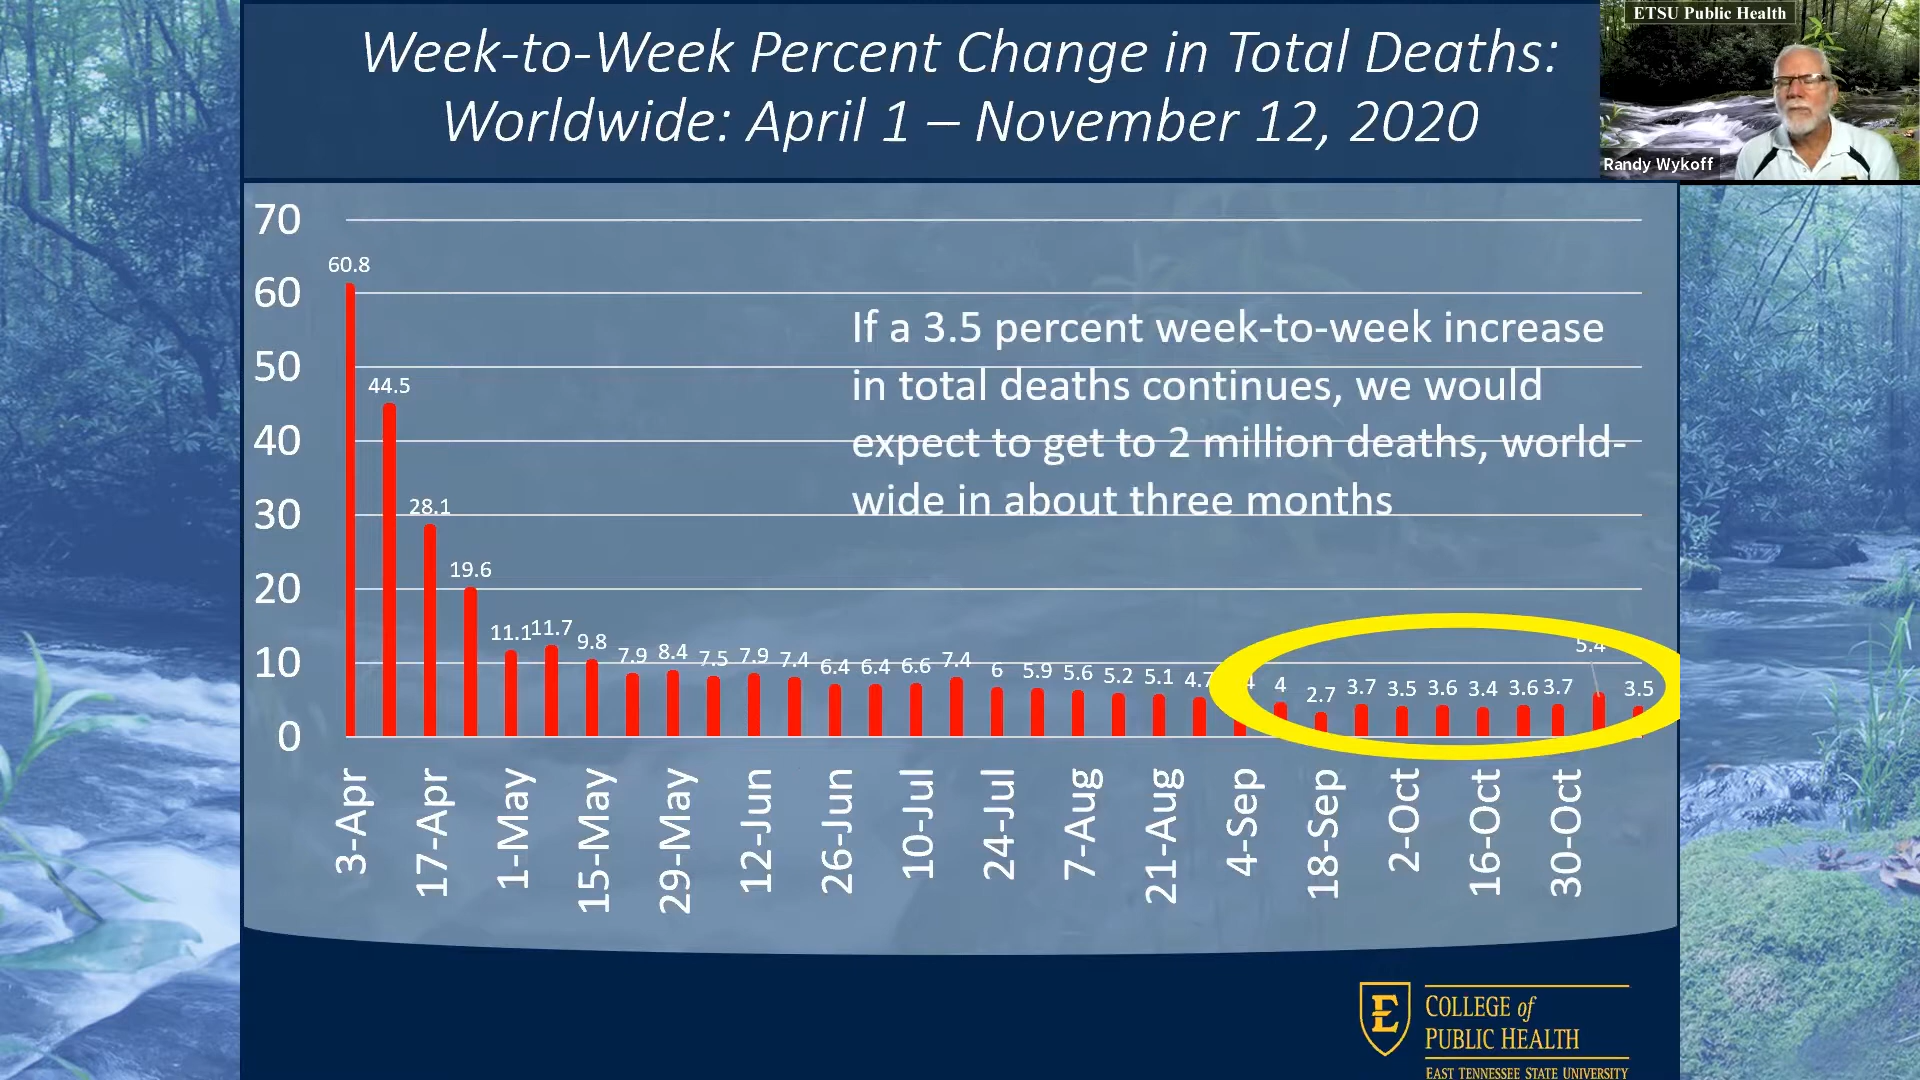 Week-to-Week Percent Change in Total Deaths:
Worldwide: April 1 – November 12, 2020
ETSU Public Health
Randy Wykoff
70
60
50
40
30
20
10
0
60.8
44.5
28.1
19.6
11.1
11.7
9.8
7.9
8.4
7.5
7.9
7.4
6.4
6.4
6.6
7.4
6
5.9
5.6
5.2
5.1
4.7
4
4
2.7
3.7
3.5
3.6
3.4
3.6
3.7
5.4
3.5
If a 3.5 percent week-to-week increase
in total deaths continues, we would
expect to get to 2 million deaths, world-
wide in about three months
3-Apr
17-Apr
1-May
15-May
29-May
12-Jun
26-Jun
10-Jul
24-Jul
7-Aug
21-Aug
4-Sep
18-Sep
2-Oct
16-Oct
30-Oct
E
COLLEGE of
PUBLIC HEALTH
EAST TENNESSEE STATE UNIVERSITY